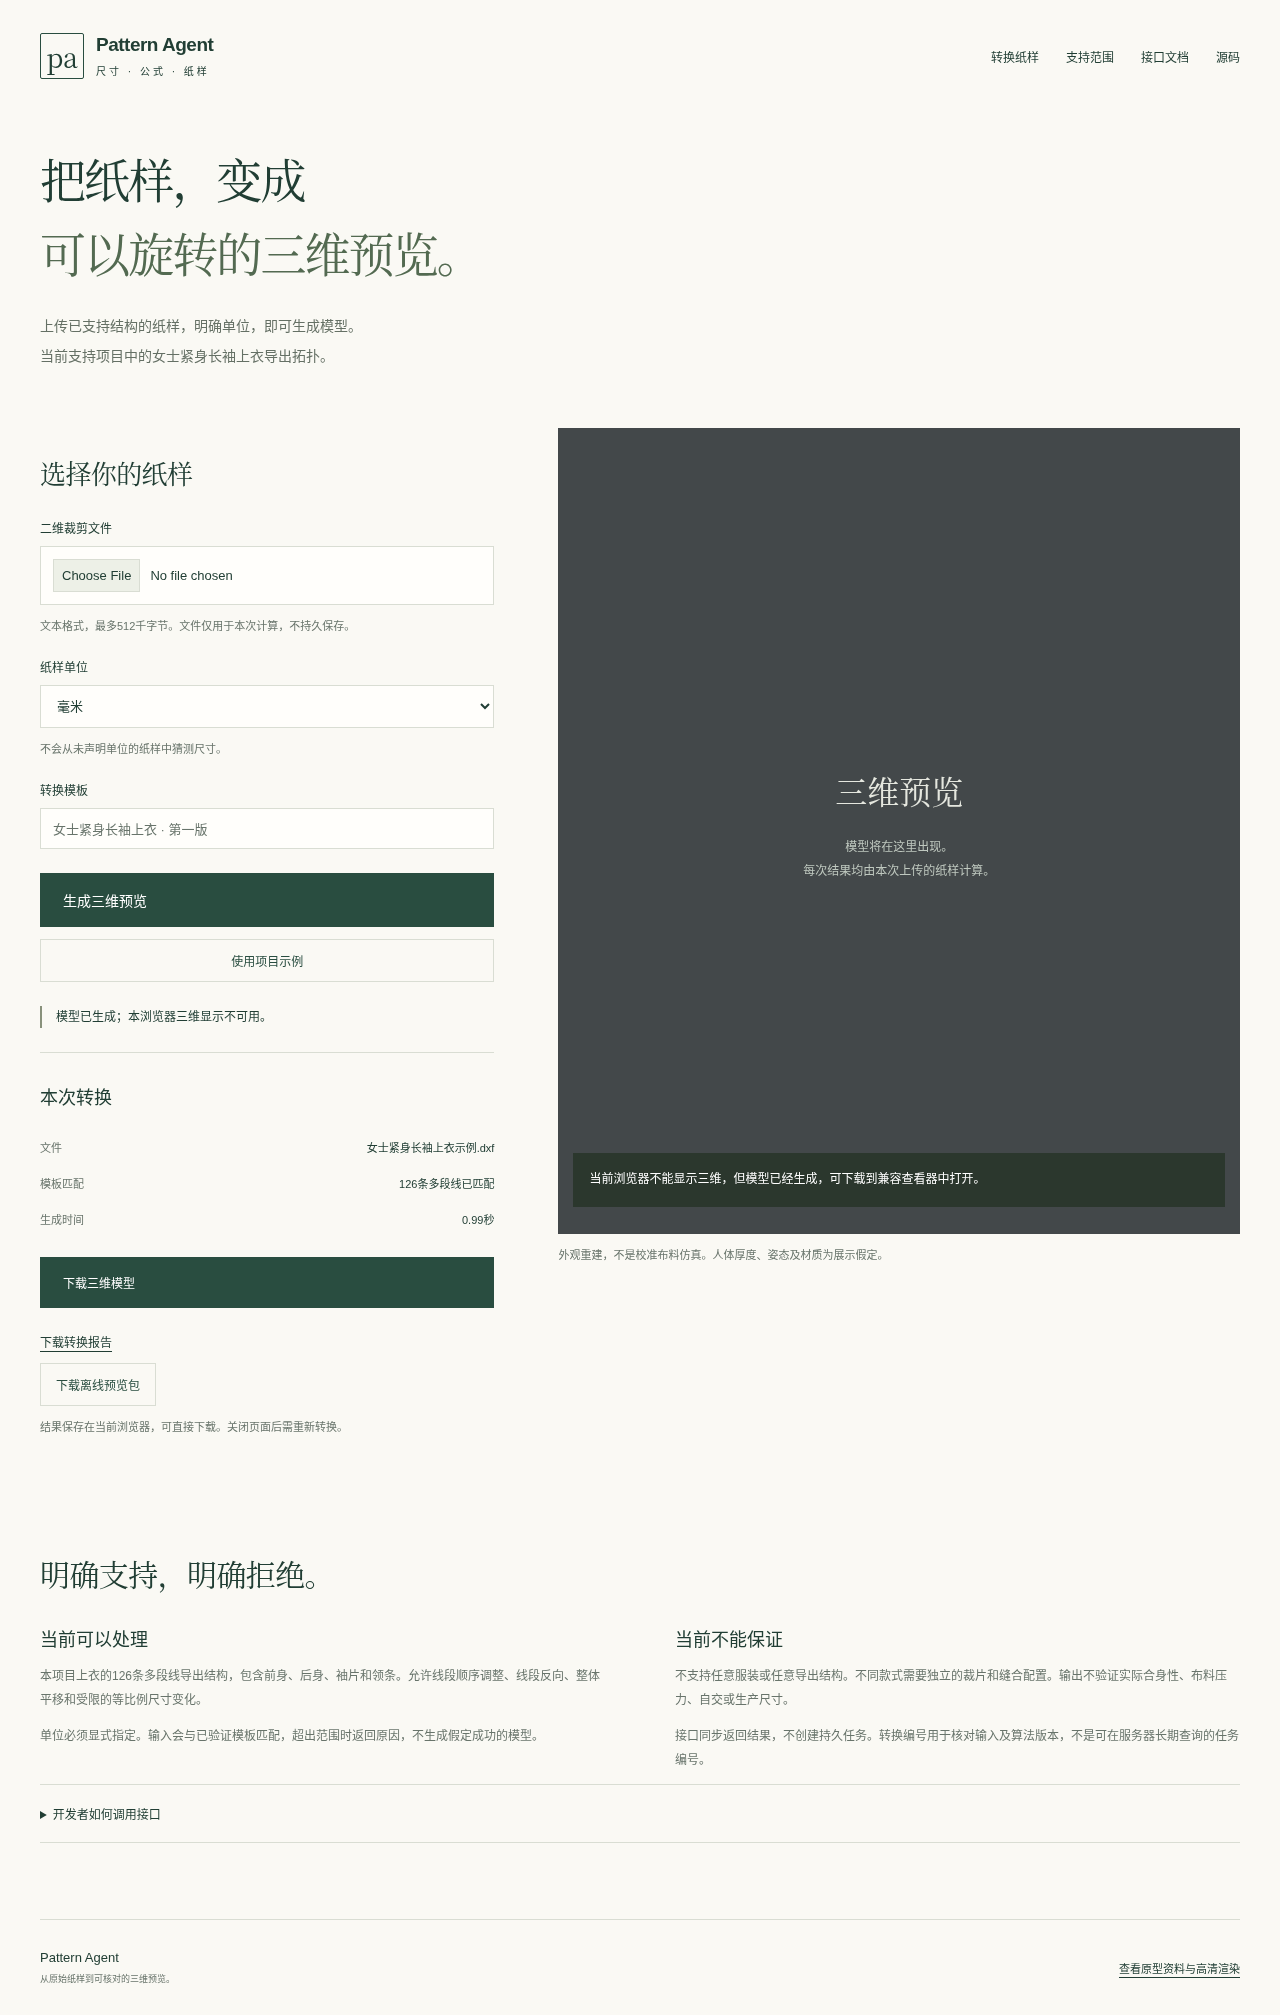 pa
Pattern Agent
尺寸 · 公式 · 纸样
转换纸样 支持范围 接口文档 源码
把纸样，变成
可以旋转的三维预览。
上传已支持结构的纸样，明确单位，即可生成模型。
当前支持项目中的女士紧身长袖上衣导出拓扑。
选择你的纸样
二维裁剪文件
Choose File No file chosen
文本格式，最多512千字节。文件仅用于本次计算，不持久保存。
纸样单位
毫米
不会从未声明单位的纸样中猜测尺寸。
转换模板
女士紧身长袖上衣 · 第一版
生成三维预览
使用项目示例
模型已生成；本浏览器三维显示不可用。
本次转换
文件 女士紧身长袖上衣示例.dxf
模板匹配 126条多段线已匹配
生成时间 0.99秒
下载三维模型
下载转换报告
下载离线预览包
结果保存在当前浏览器，可直接下载。关闭页面后需重新转换。
三维预览
模型将在这里出现。
每次结果均由本次上传的纸样计算。
当前浏览器不能显示三维，但模型已经生成，可下载到兼容查看器中打开。
外观重建，不是校准布料仿真。人体厚度、姿态及材质为展示假定。
明确支持，明确拒绝。
当前可以处理
本项目上衣的126条多段线导出结构，包含前身、后身、袖片和领条。允许线段顺序调整、线段反向、整体
平移和受限的等比例尺寸变化。
单位必须显式指定。输入会与已验证模板匹配，超出范围时返回原因，不生成假定成功的模型。
当前不能保证
不支持任意服装或任意导出结构。不同款式需要独立的裁片和缝合配置。输出不验证实际合身性、布料压
力、自交或生产尺寸。
接口同步返回结果，不创建持久任务。转换编号用于核对输入及算法版本，不是可在服务器长期查询的任务
编号。
开发者如何调用接口
Pattern Agent
从原始纸样到可核对的三维预览。
查看原型资料与高清渲染